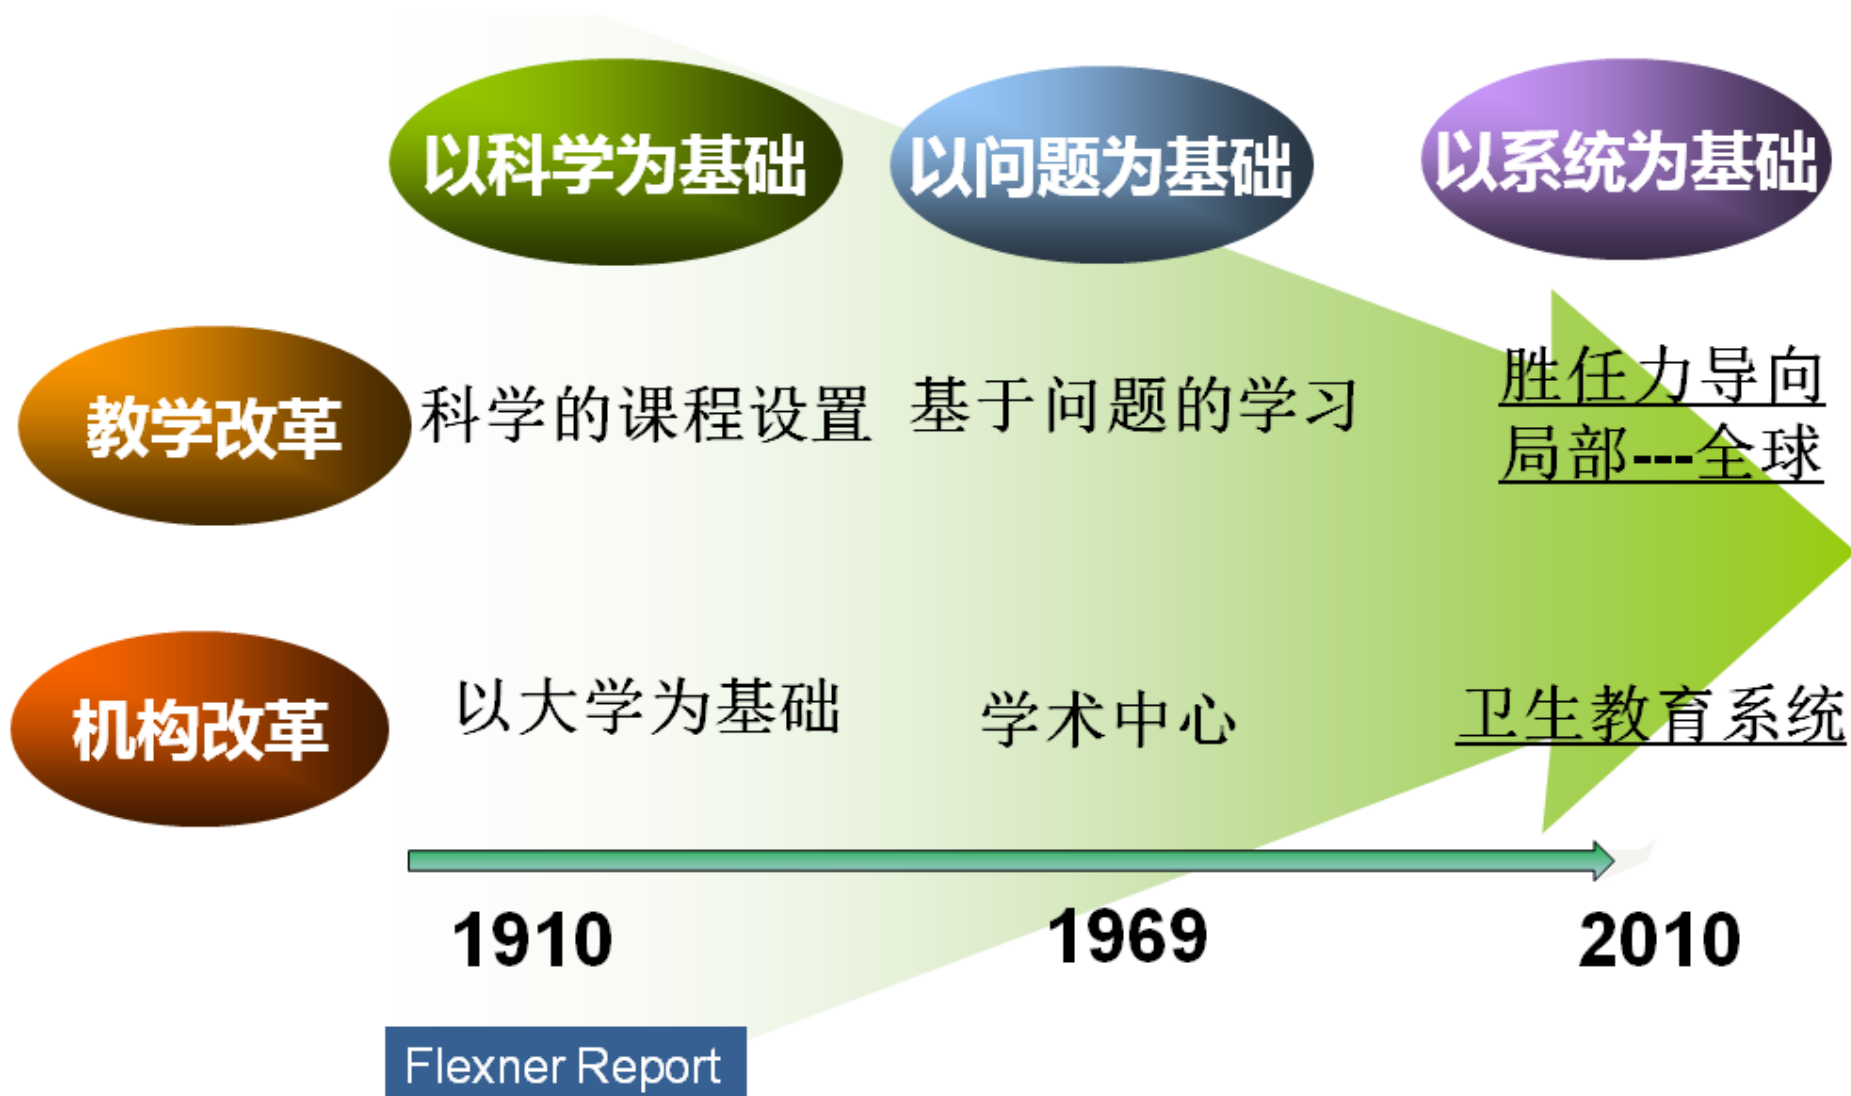 以科学为基础
以问题为基础
以系统为基础
教学改革
科学的课程设置
基于问题的学习
胜任力导向
局部---全球
机构改革
以大学为基础
学术中心
卫生教育系统
1910
1969
2010
Flexner Report